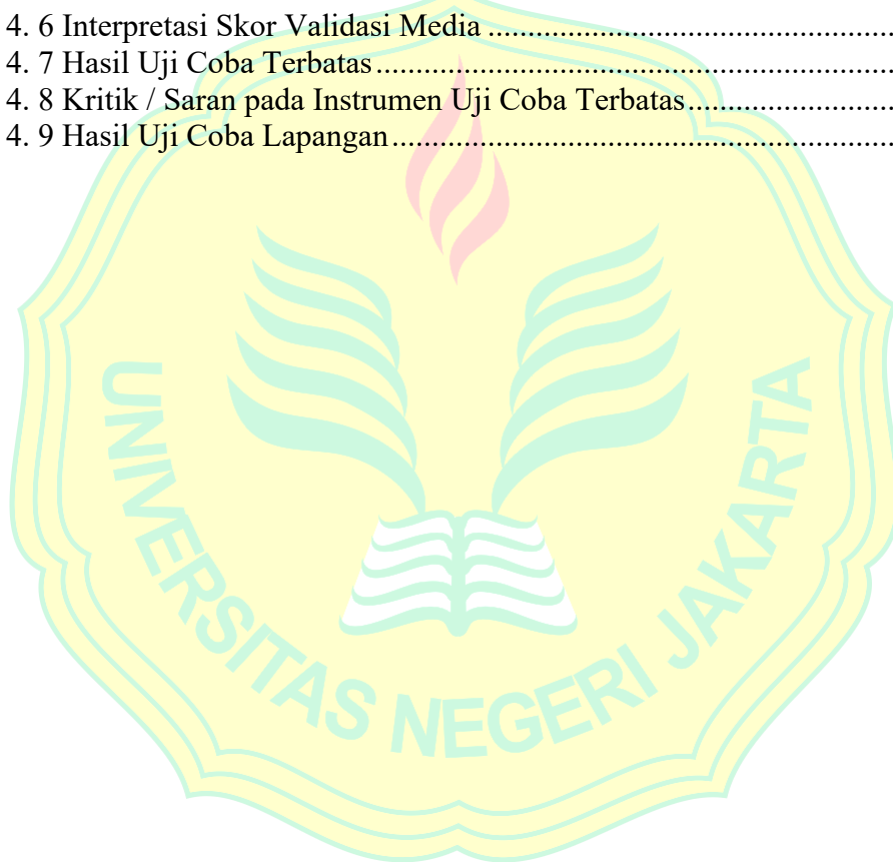 4. 6 Interpretasi Skor Validasi Media ..........................................
4. 7 Hasil Uji Coba Terbatas..........................................................
4. 8 Kritik / Saran pada Instrumen Uji Coba Terbatas.......................
4. 9 Hasil Uji Coba Lapangan........................................................
UNIVERSITAS NEGERI JAKARTA